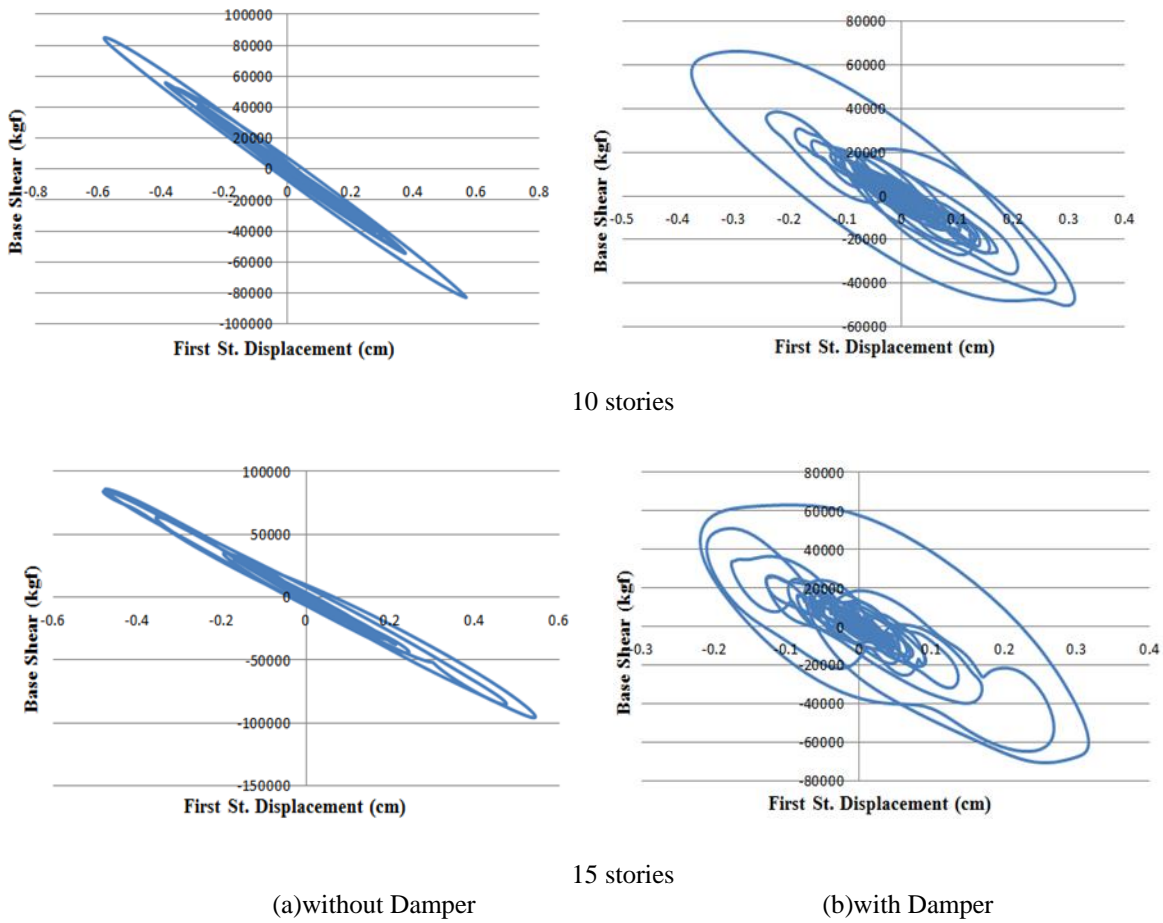 100000
80000
60000
40000
20000
0
-0.8 -0.6 -0.4 -0.2 0 0.2 0.4 0.6 0.8
-20000
-40000
-60000
-80000
-100000
Base Shear (kgf)
First St. Displacement (cm)
80000
60000
40000
20000
0
-0.5 -0.4 -0.3 -0.2 -0.1 0 0.1 0.2 0.3 0.4
-20000
-40000
-60000
Base Shear (kgf)
First St. Displacement (cm)
10 stories
100000
50000
0
-0.6 -0.4 -0.2 0 0.2 0.4 0.6
-50000
-100000
-150000
Base Shear (kgf)
First St. Displacement (cm)
80000
60000
40000
20000
0
-0.3 -0.2 -0.1 0 0.1 0.2 0.3 0.4
-20000
-40000
-60000
-80000
Base Shear (kgf)
First St. Displacement (cm)
15 stories
(a)without Damper (b)with Damper